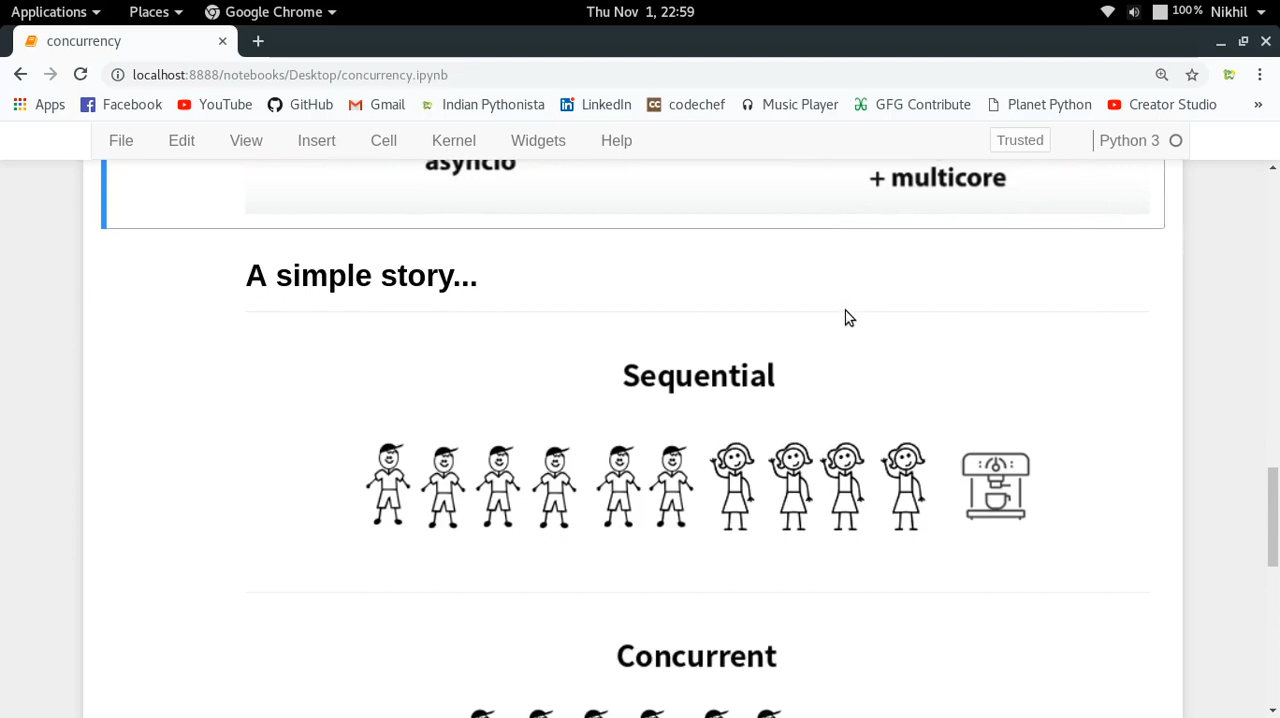 Applications Places Google Chrome Thu Nov 1, 22:59 100% Nikhil
concurrency
localhost:8888/notebooks/Desktop/concurrency.ipynb
Apps Facebook YouTube GitHub Gmail Indian Pythonista LinkedIn CC codechef Music Player GFG Contribute Planet Python Creator Studio »
File Edit View Insert Cell Kernel Widgets Help Trusted Python 3
asyncio
+ multicore
A simple story...
Sequential
Concurrent